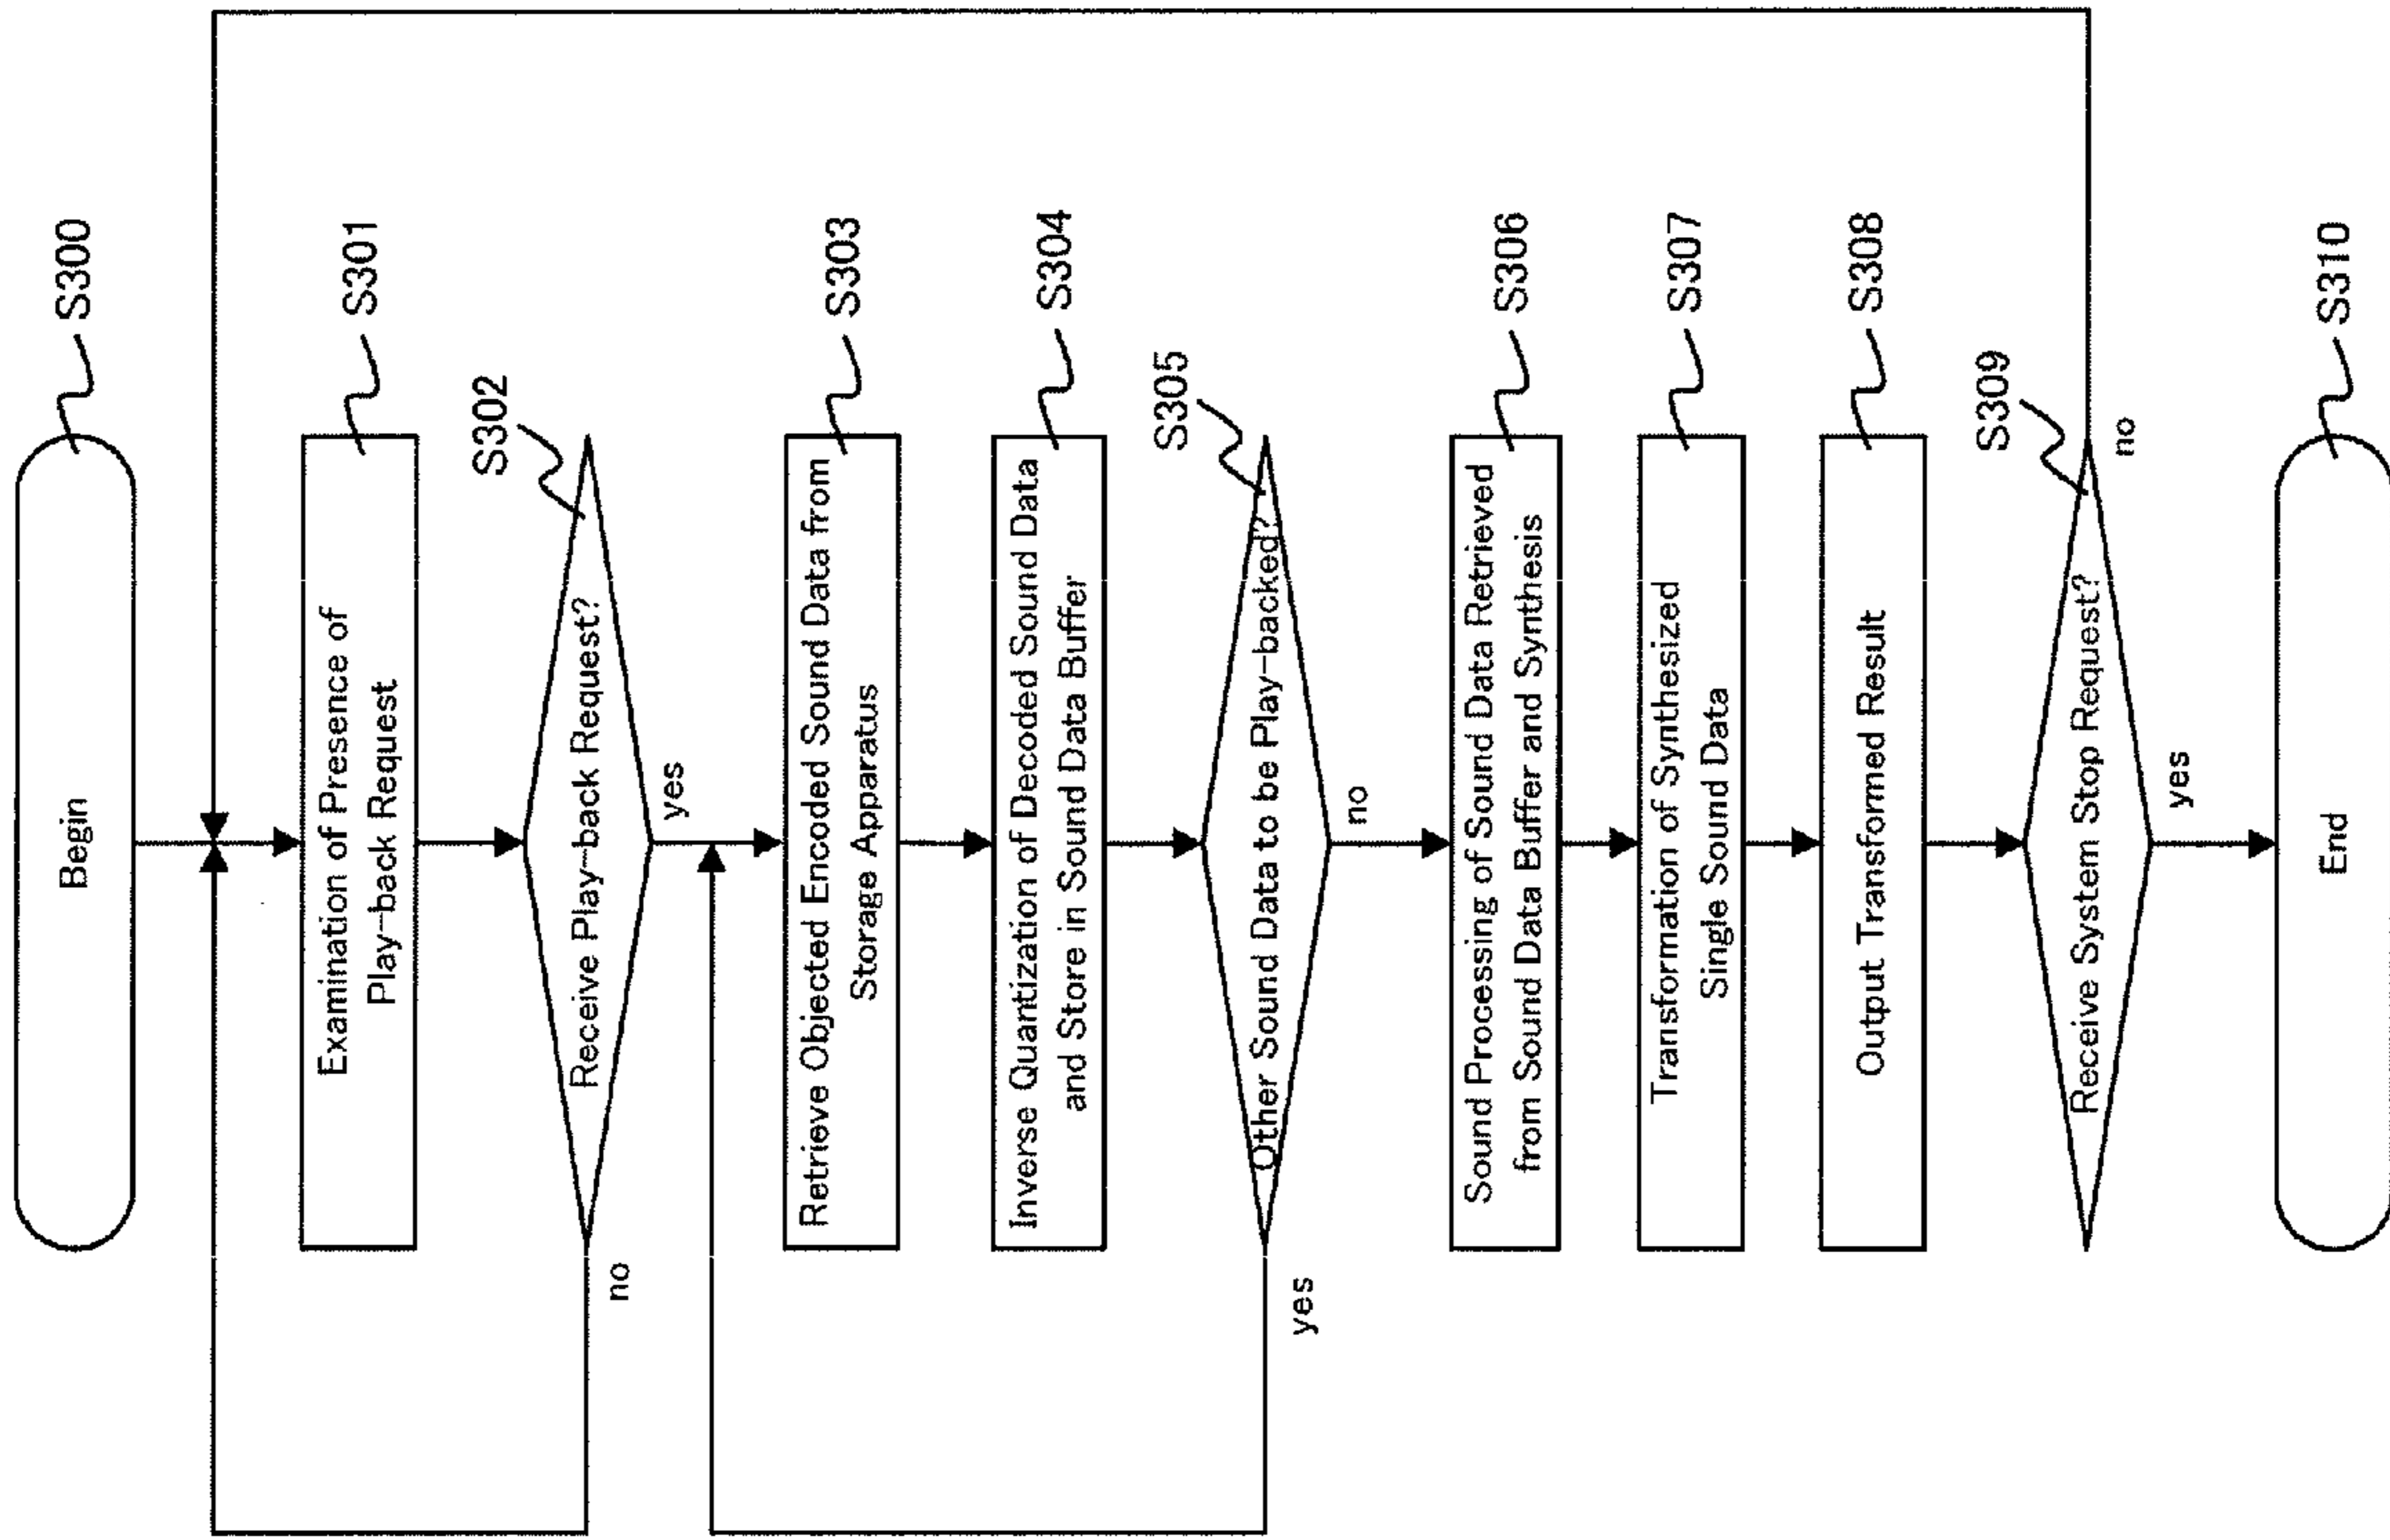 Begin
S300
Examination of Presence of
Play-back Request
S301
Receive Play-back Request?
S302
no
yes
Retrieve Objected Encoded Sound Data from
Storage Apparatus
S303
Inverse Quantization of Decoded Sound Data
and Store in Sound Data Buffer
S304
Other Sound Data to be Play-backed?
S305
yes
no
Sound Processing of Sound Data Retrieved
from Sound Data Buffer and Synthesis
S306
Transformation of Synthesized
Single Sound Data
S307
Output Transformed Result
S308
Receive System Stop Request?
S309
no
yes
End
S310